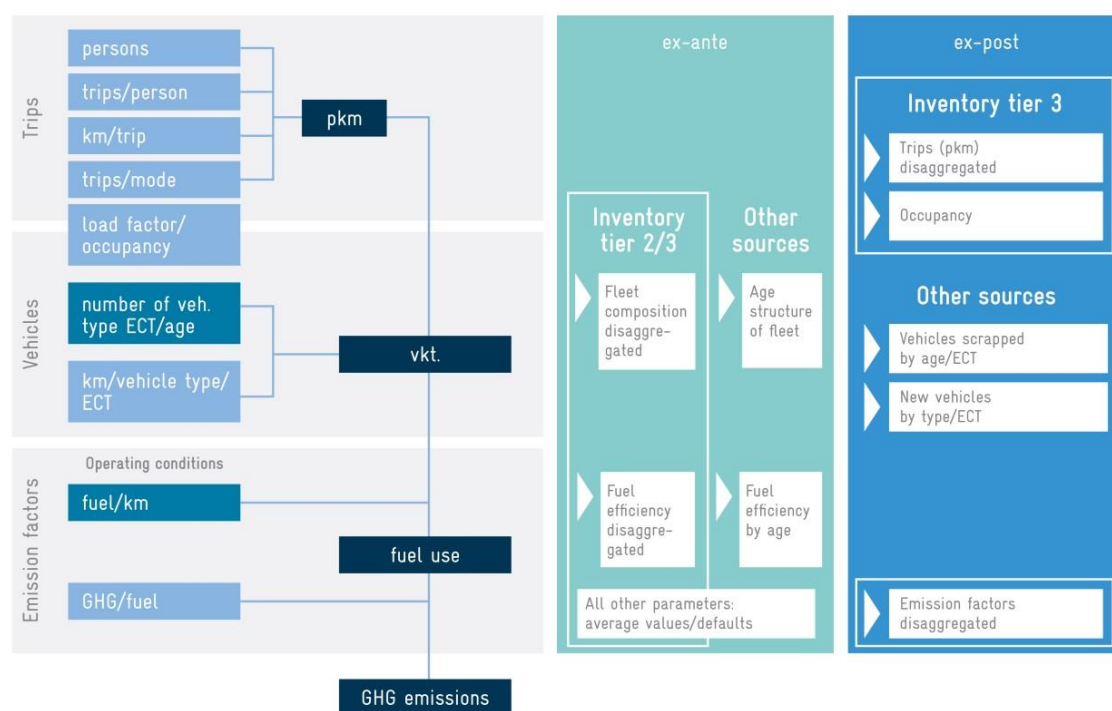 Trips
persons
trips/person
km/trip
trips/mode
load factor/
occupancy
pkm
Vehicles
number of veh.
type ECT/age
km/vehicle type/
ECT
vkt.
Emission factors
Operating conditions
fuel/km
fuel use
GHG/fuel
GHG emissions
ex-ante
Inventory
tier 2/3
Fleet
composition
disaggre-
gated
Fuel
efficiency
disaggre-
gated
Other
sources
Age
structure
of fleet
Fuel
efficiency
by age
All other parameters:
average values/defaults
ex-post
Inventory tier 3
Trips (pkm)
disaggregated
Occupancy
Other sources
Vehicles scrapped
by age/ECT
New vehicles
by type/ECT
Emission factors
disaggregated